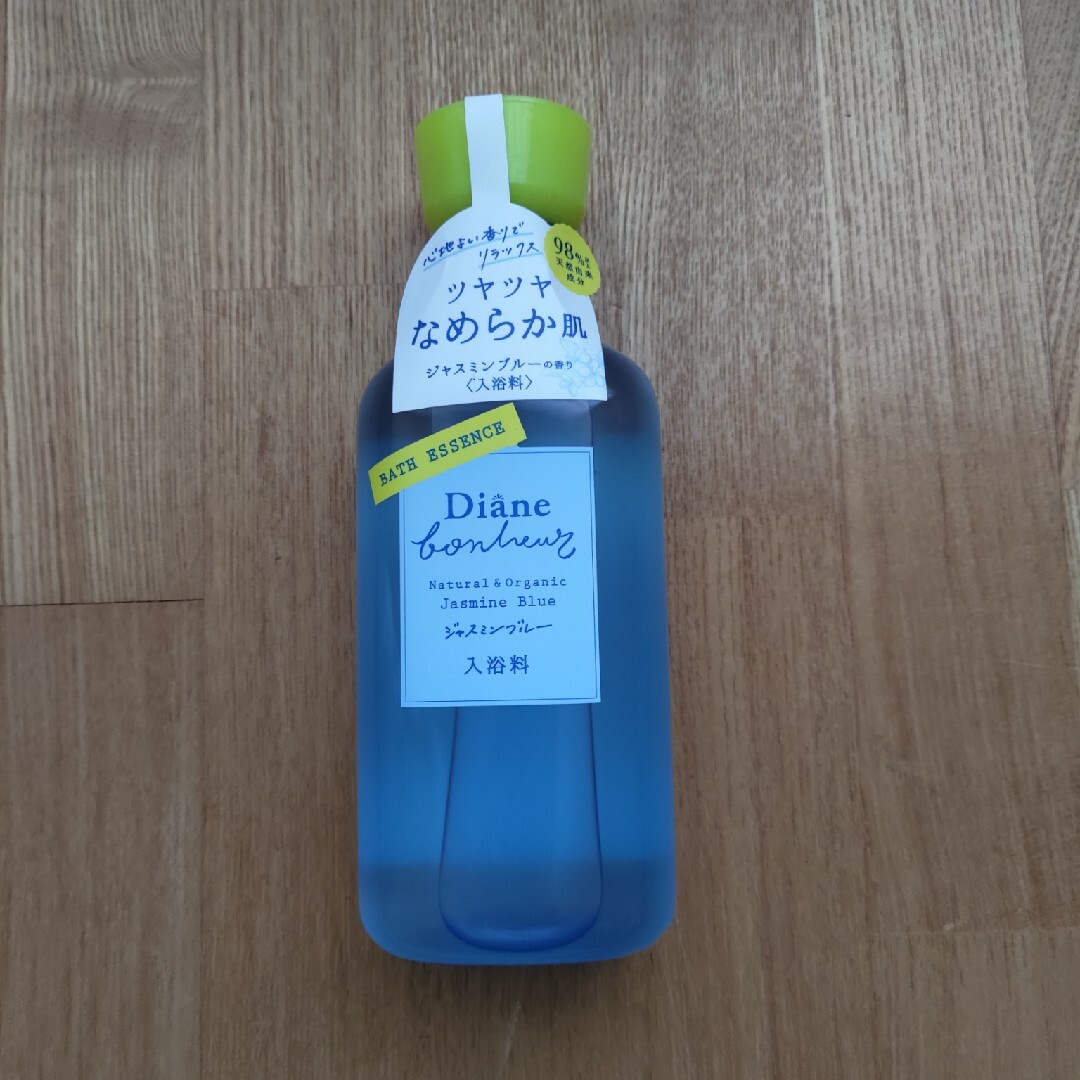 心地よい香りで
リラックス
98%※
天然由来
成分
ツヤツヤ
なめらか肌
ジャスミンブルーの香り
〈入浴料〉
BATH ESSENCE
Diane
bonheur
Natural & Organic
Jasmine Blue
ジャスミンブルー
入浴料